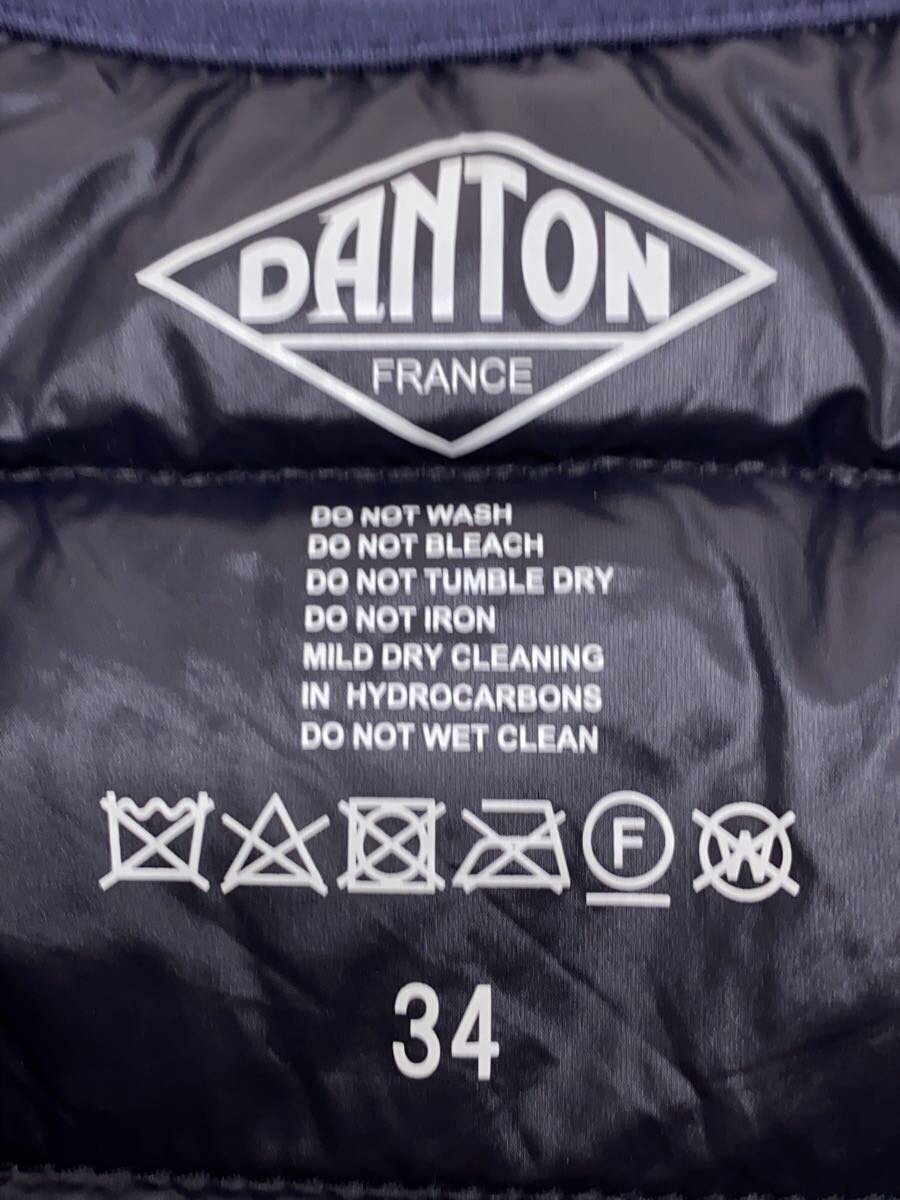 DANTON
FRANCE
DO NOT WASH
DO NOT BLEACH
DO NOT TUMBLE DRY
DO NOT IRON
MILD DRY CLEANING
IN HYDROCARBONS
DO NOT WET CLEAN
F W
34